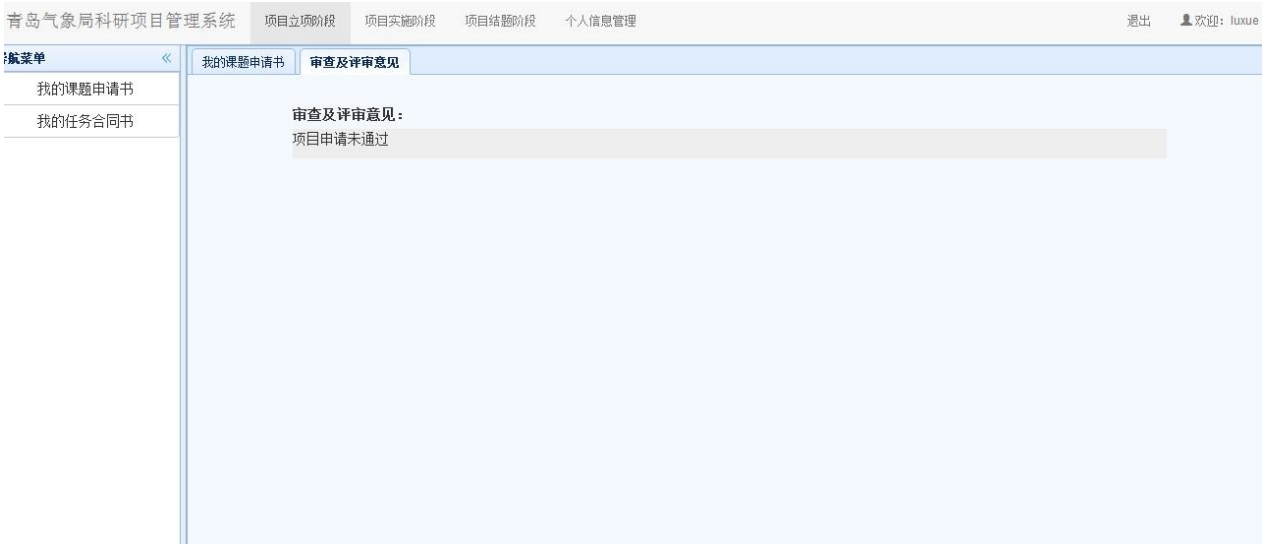 青岛气象局科研项目管理系统 项目立项阶段 项目实施阶段 项目结题阶段 个人信息管理 退出 欢迎：luxue
航菜单 «
我的课题申请书 审查及评审意见
我的课题申请书
我的任务合同书
审查及评审意见：
项目申请未通过